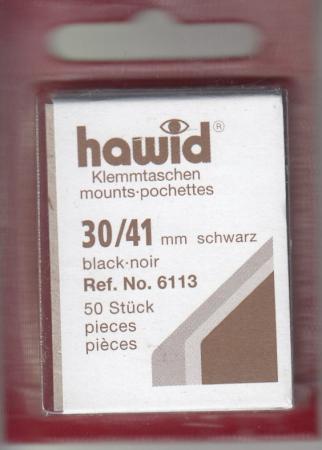 hawid®
Klemmtaschen
mounts·pochettes
30/41 mm schwarz
black·noir
Ref. No. 6113
50 Stück
pieces
pièces